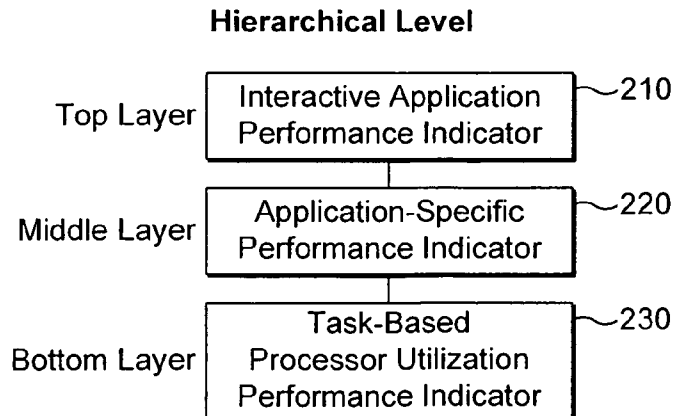 Hierarchical Level
Top Layer
Interactive Application
Performance Indicator
210
Middle Layer
Application-Specific
Performance Indicator
220
Bottom Layer
Task-Based
Processor Utilization
Performance Indicator
230